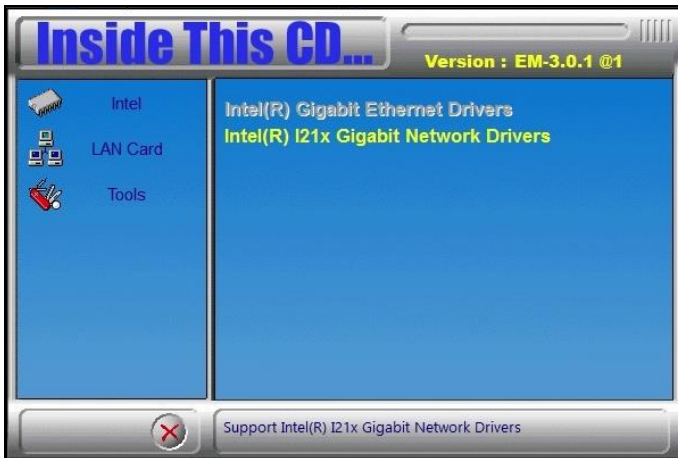 Inside This CD...
Version : EM-3.0.1 @1
Intel
LAN Card
Tools
Intel(R) Gigabit Ethernet Drivers
Intel(R) I21x Gigabit Network Drivers
Support Intel(R) I21x Gigabit Network Drivers